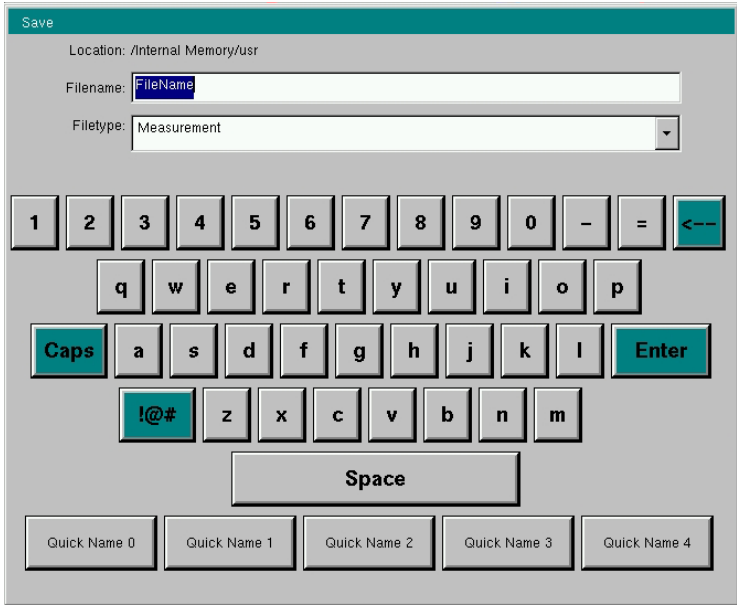 Save
Location: /Internal Memory/usr
Filename: FileName
Filetype: Measurement
1 2 3 4 5 6 7 8 9 0 - = <--
q w e r t y u i o p
Caps a s d f g h j k l Enter
!@# z x c v b n m
Space
Quick Name 0 Quick Name 1 Quick Name 2 Quick Name 3 Quick Name 4